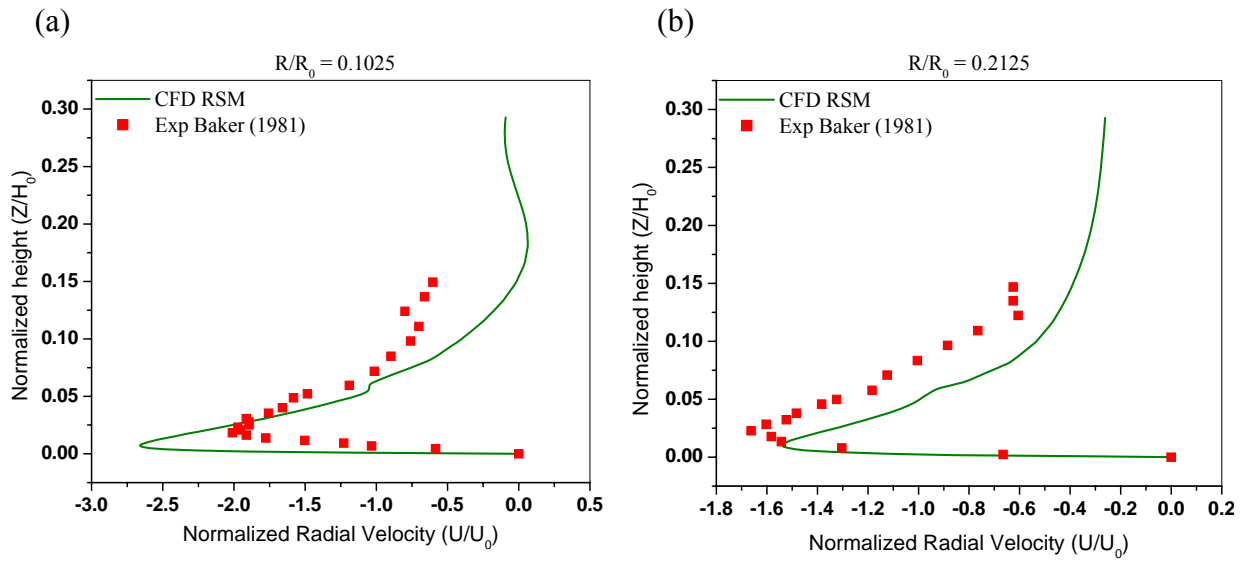 (a)
R/R0 = 0.1025
CFD RSM
Exp Baker (1981)
Normalized height (Z/H0)
0.30
0.25
0.20
0.15
0.10
0.05
0.00
-3.0 -2.5 -2.0 -1.5 -1.0 -0.5 0.0 0.5
Normalized Radial Velocity (U/U0)
(b)
R/R0 = 0.2125
CFD RSM
Exp Baker (1981)
Normalized height (Z/H0)
0.30
0.25
0.20
0.15
0.10
0.05
0.00
-1.8 -1.6 -1.4 -1.2 -1.0 -0.8 -0.6 -0.4 -0.2 0.0 0.2
Normalized Radial Velocity (U/U0)